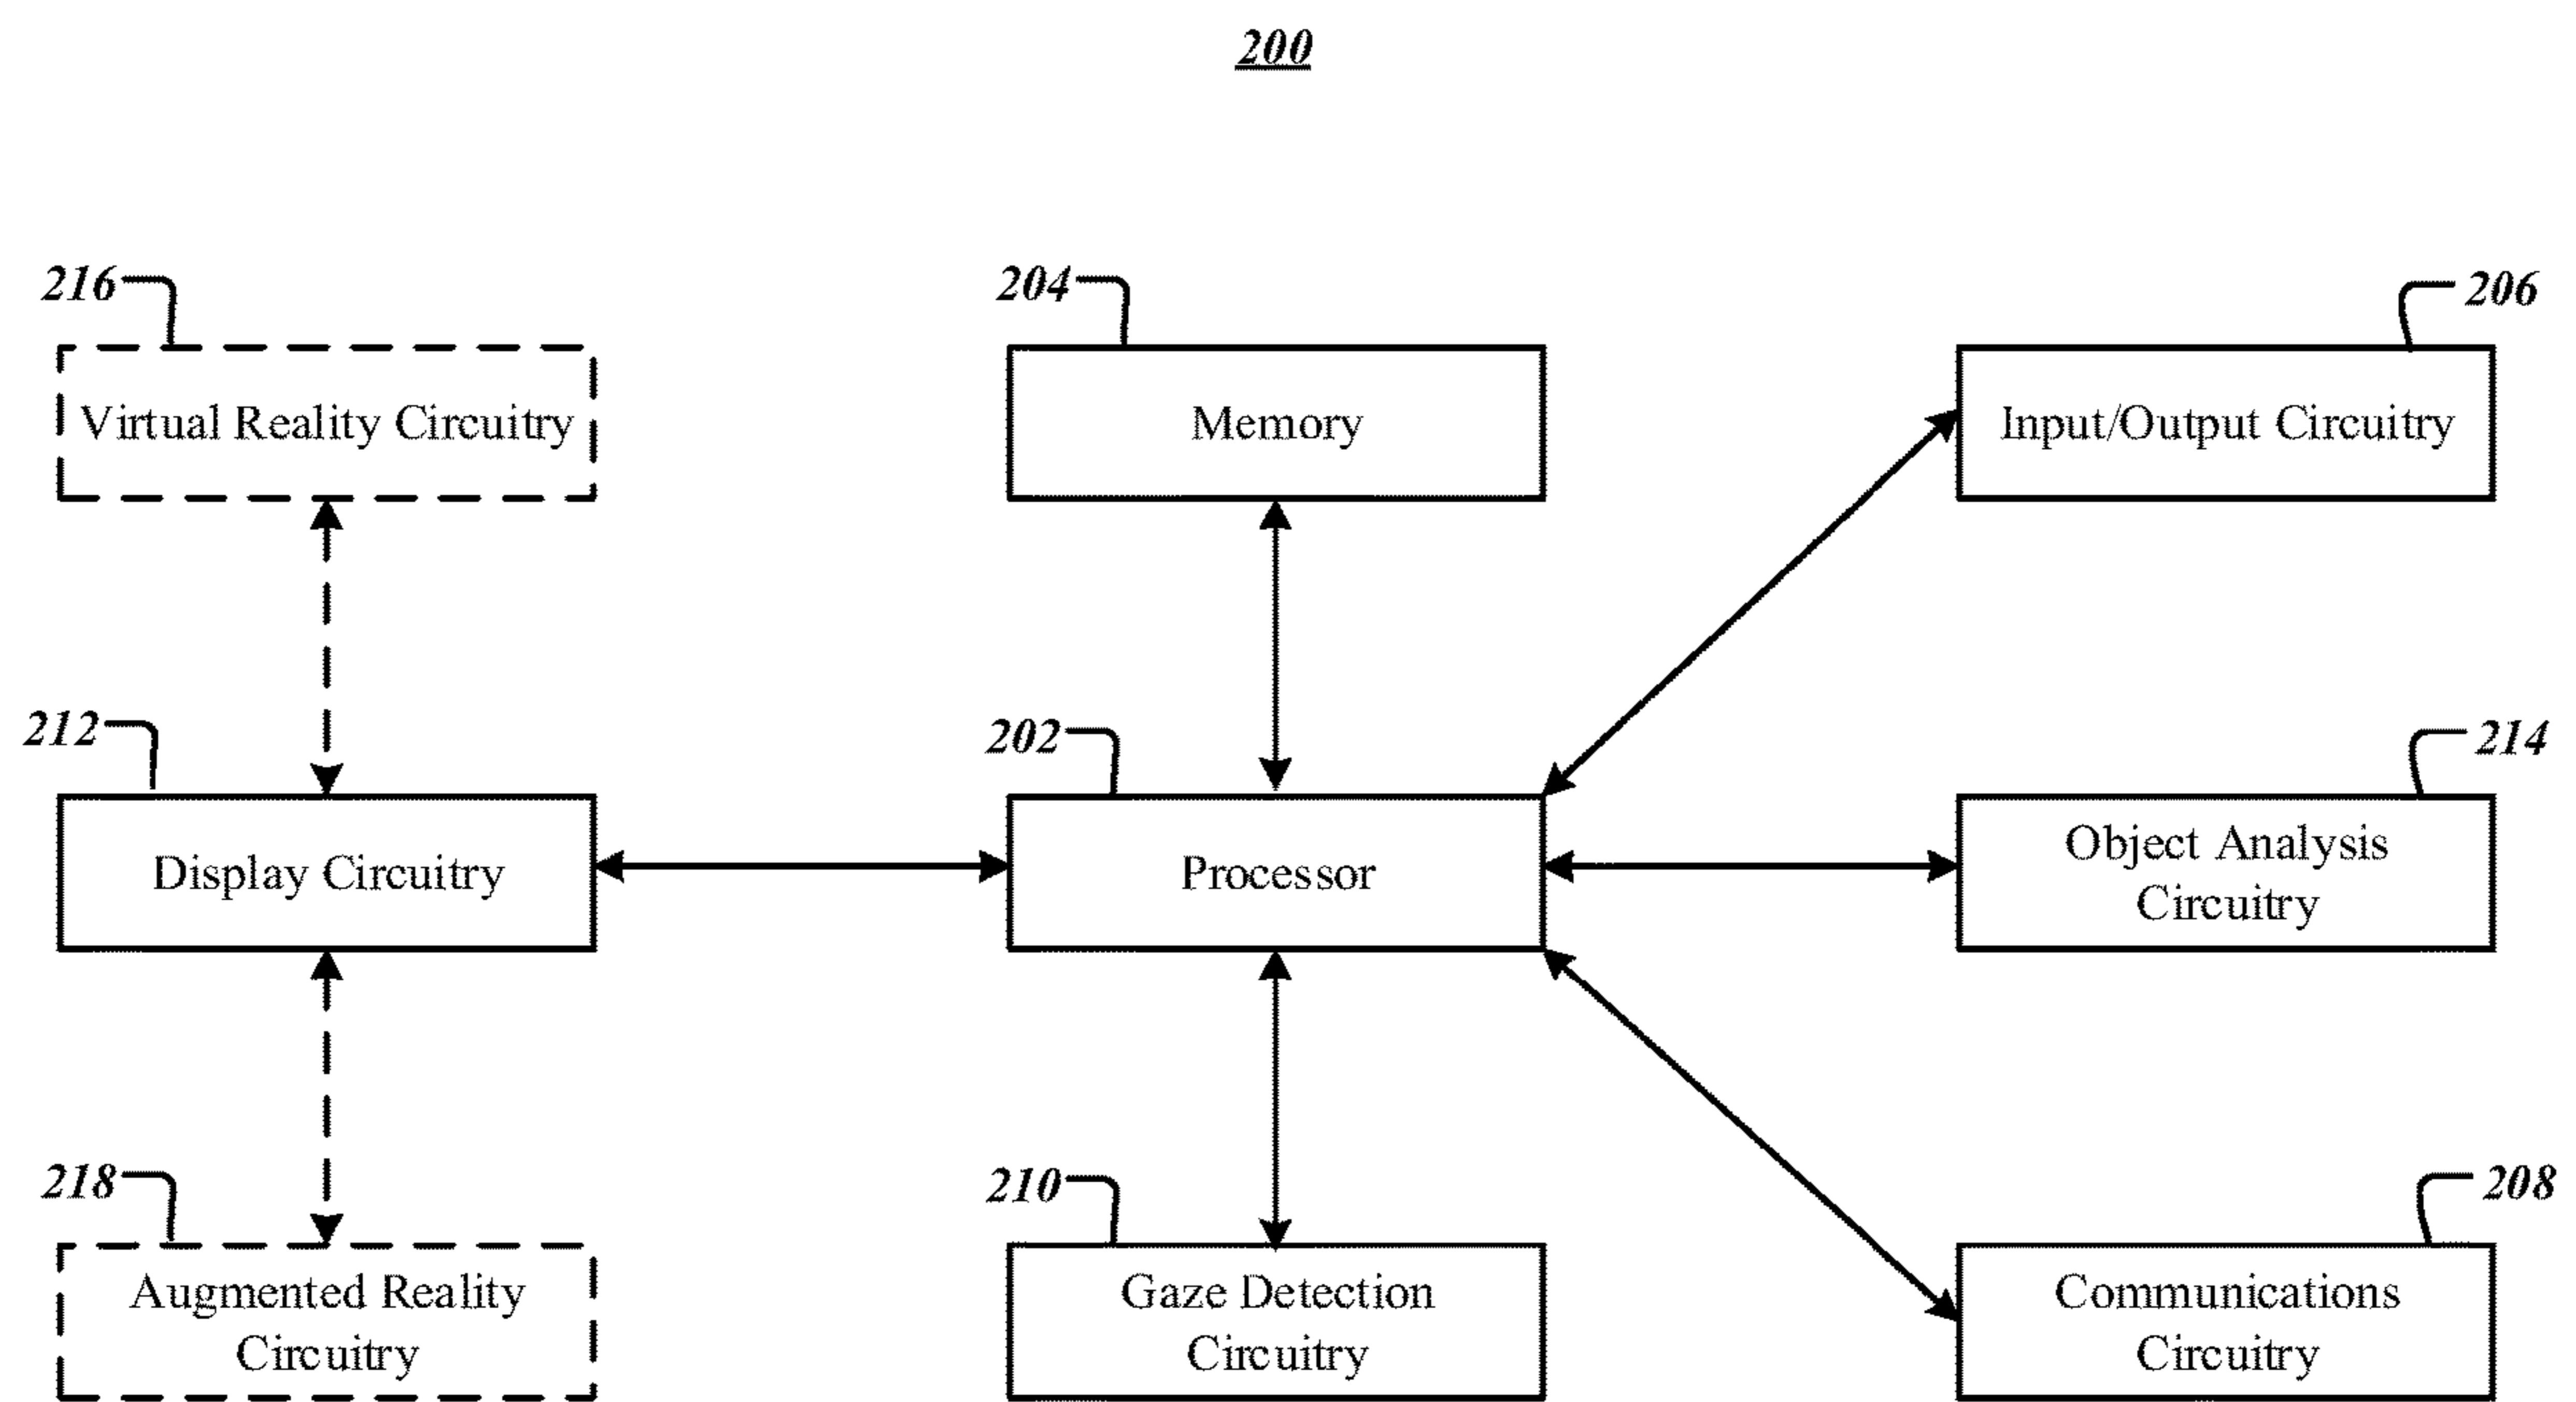 200
216
204
206
Virtual Reality Circuitry
Memory
Input/Output Circuitry
212
202
214
Display Circuitry
Processor
Object Analysis
Circuitry
218
210
208
Augmented Reality
Circuitry
Gaze Detection
Circuitry
Communications
Circuitry